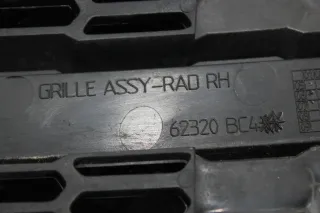 GRILLE ASSY-RAD RH
62320 BC4